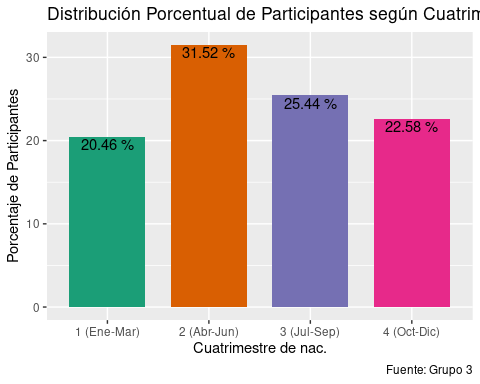 Distribución Porcentual de Participantes según Cuatrim
Porcentaje de Participantes
30
20
10
0
20.46 %
31.52 %
25.44 %
22.58 %
1 (Ene-Mar)
2 (Abr-Jun)
3 (Jul-Sep)
4 (Oct-Dic)
Cuatrimestre de nac.
Fuente: Grupo 3